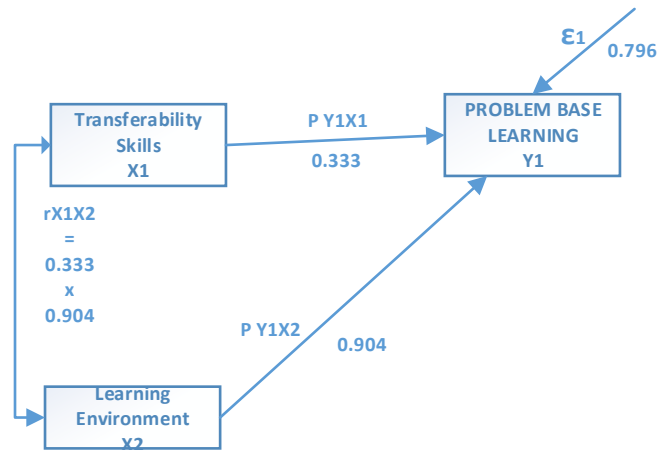 ε1
0.796
Transferability
Skills
X1
P Y1X1
0.333
PROBLEM BASE
LEARNING
Y1
rX1X2
=
0.333
x
0.904
P Y1X2
0.904
Learning
Environment
X2